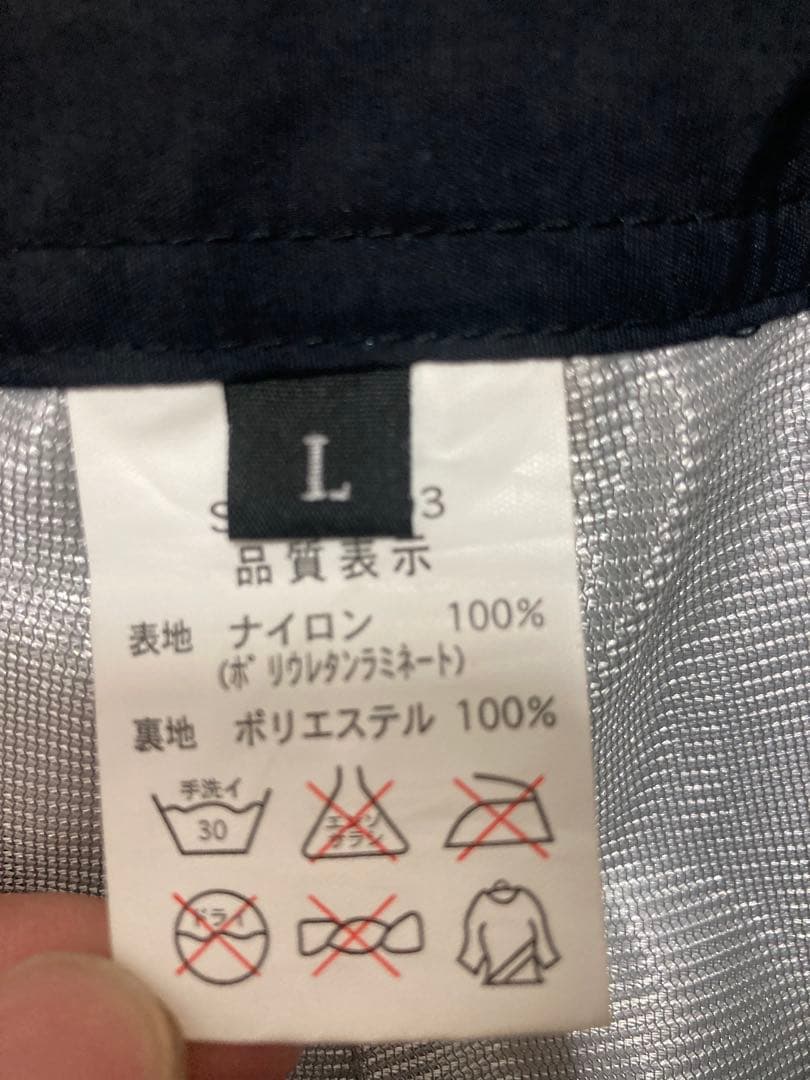 L
品質表示
表地 ナイロン 100%
(ポリウレタンラミネート)
裏地 ポリエステル 100%
手洗イ
30
ドライ